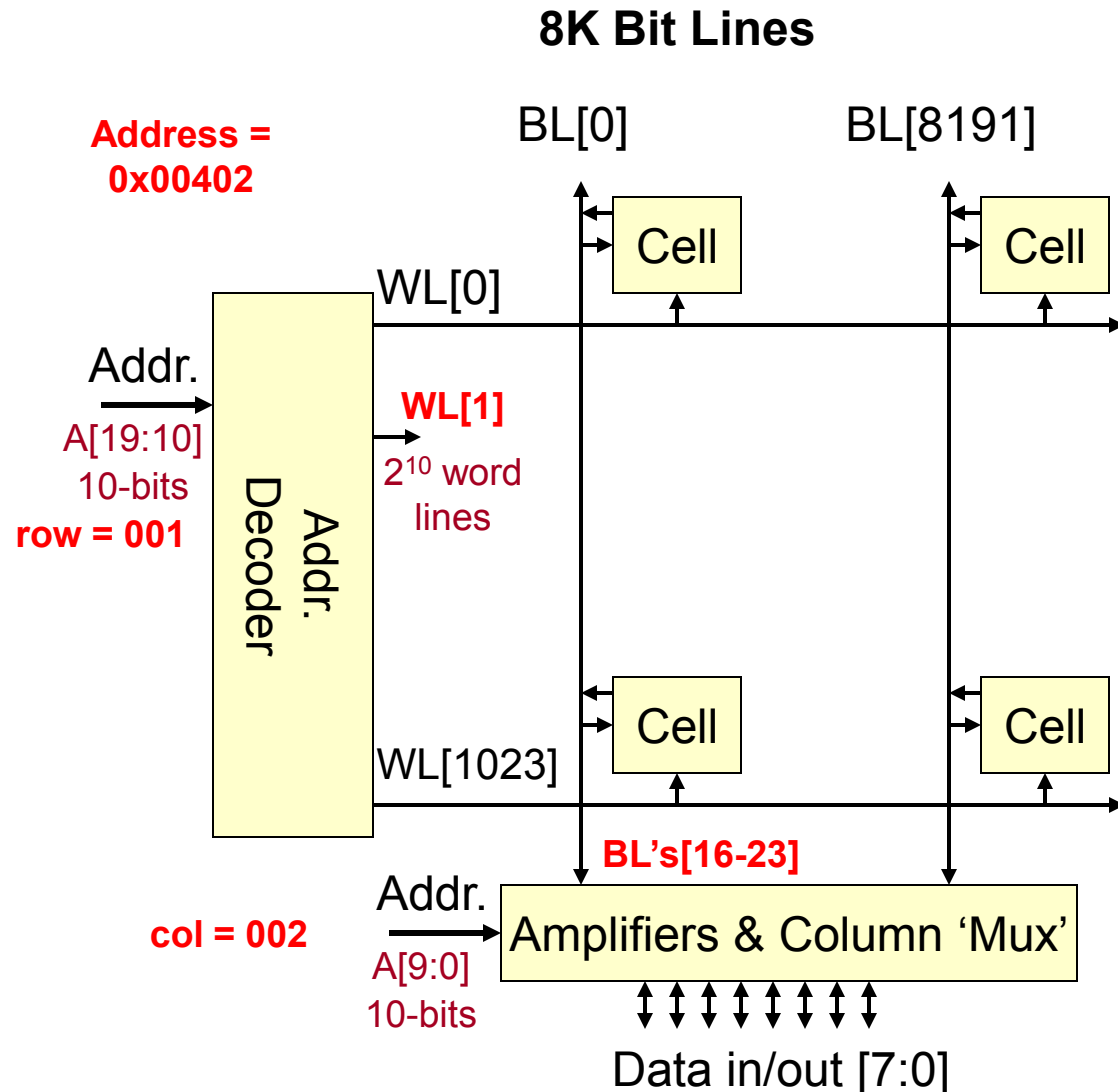 8K Bit Lines
Address =
0x00402
BL[0]
BL[8191]
Cell
Cell
WL[0]
Addr.
A[19:10]
10-bits
row = 001
WL[1]
2¹⁰ word
lines
Addr.
Decoder
Cell
Cell
WL[1023]
BL’s[16-23]
Addr.
col = 002
A[9:0]
10-bits
Amplifiers & Column ‘Mux’
Data in/out [7:0]